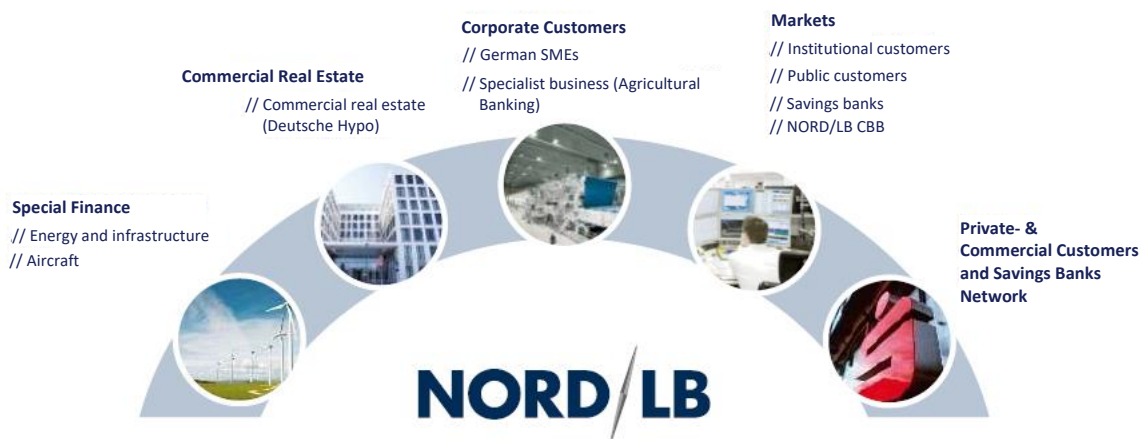 Special Finance
// Energy and infrastructure
// Aircraft
Commercial Real Estate
// Commercial real estate
(Deutsche Hypo)
Corporate Customers
// German SMEs
// Specialist business (Agricultural
Banking)
Markets
// Institutional customers
// Public customers
// Savings banks
// NORD/LB CBB
Private- &
Commercial Customers
and Savings Banks
Network
NORD/LB